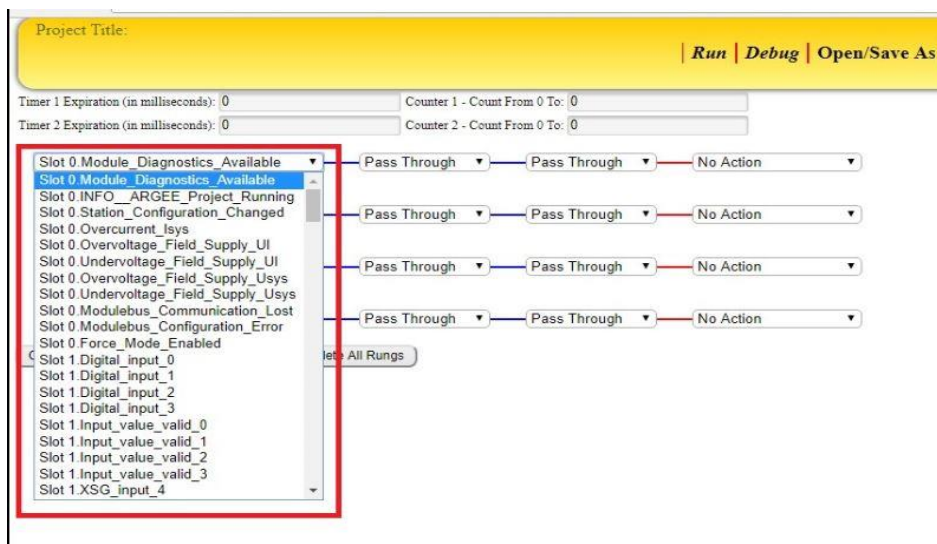 Project Title:
Run Debug Open/Save As
Timer 1 Expiration (in milliseconds): 0 Counter 1 - Count From 0 To: 0
Timer 2 Expiration (in milliseconds): 0 Counter 2 - Count From 0 To: 0
Slot 0.Module_Diagnostics_Available Pass Through Pass Through No Action
Slot 0.Module_Diagnostics_Available
Slot 0.INFO__ARGEE_Project_Running
Slot 0.Station_Configuration_Changed
Pass Through Pass Through No Action
Slot 0.Overcurrent_Isys
Slot 0.Overvoltage_Field_Supply_Ul
Slot 0.Undervoltage_Field_Supply_Ul
Pass Through Pass Through No Action
Slot 0.Overvoltage_Field_Supply_Usys
Slot 0.Undervoltage_Field_Supply_Usys
Slot 0.Modulebus_Communication_Lost
Pass Through Pass Through No Action
Slot 0.Modulebus_Configuration_Error
Slot 0.Force_Mode_Enabled
Slot 1.Digital_input_0
All Rungs
Slot 1.Digital_input_1
Slot 1.Digital_input_2
Slot 1.Digital_input_3
Slot 1.Input_value_valid_0
Slot 1.Input_value_valid_1
Slot 1.Input_value_valid_2
Slot 1.Input_value_valid_3
Slot 1.XSG_input_4